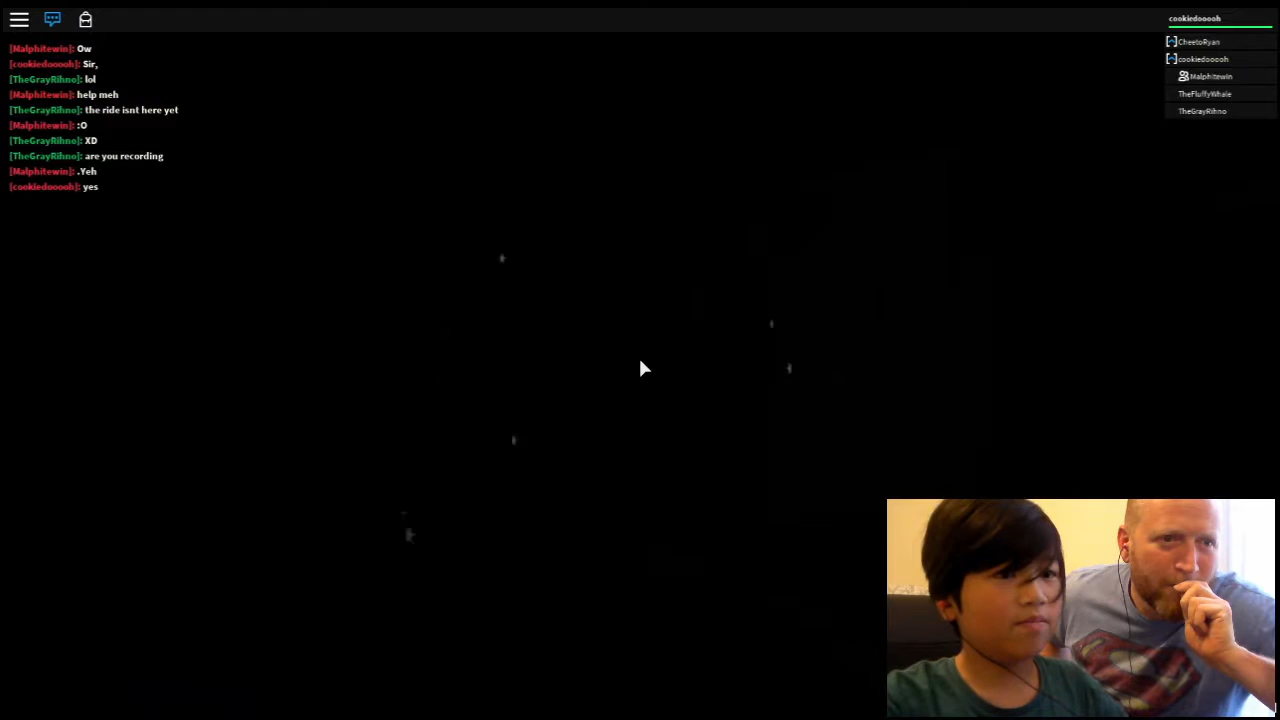 cookiedooooh
[Malphitewin]: Ow
[cookiedooooh]: Sir,
[TheGrayRihno]: lol
[Malphitewin]: help meh
[TheGrayRihno]: the ride isnt here yet
[Malphitewin]: :O
[TheGrayRihno]: XD
[TheGrayRihno]: are you recording
[Malphitewin]: .Yeh
[cookiedooooh]: yes
CheetoRyan
cookiedooooh
Malphitewin
TheFluffyWhale
TheGrayRihno